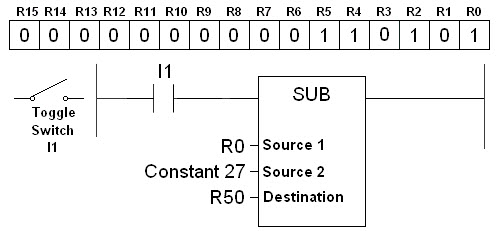 R15 R14 R13 R12 R11 R10 R9 R8 R7 R6 R5 R4 R3 R2 R1 R0
0 0 0 0 0 0 0 0 0 0 1 1 0 1 0 1
I1
Toggle
Switch
I1
SUB
R0 Source 1
Constant 27 Source 2
R50 Destination